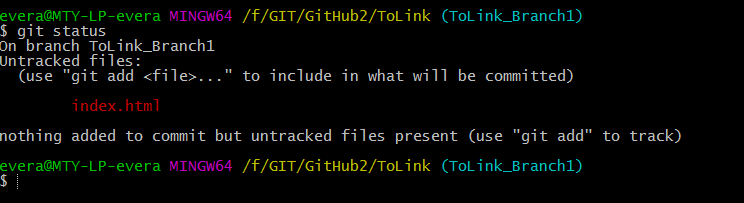 evera@MTY-LP-evera MINGW64 /f/GIT/GitHub2/ToLink (ToLink_Branch1)
$ git status
On branch ToLink_Branch1
Untracked files:
  (use "git add <file>..." to include in what will be committed)
        index.html
nothing added to commit but untracked files present (use "git add" to track)
evera@MTY-LP-evera MINGW64 /f/GIT/GitHub2/ToLink (ToLink_Branch1)
$